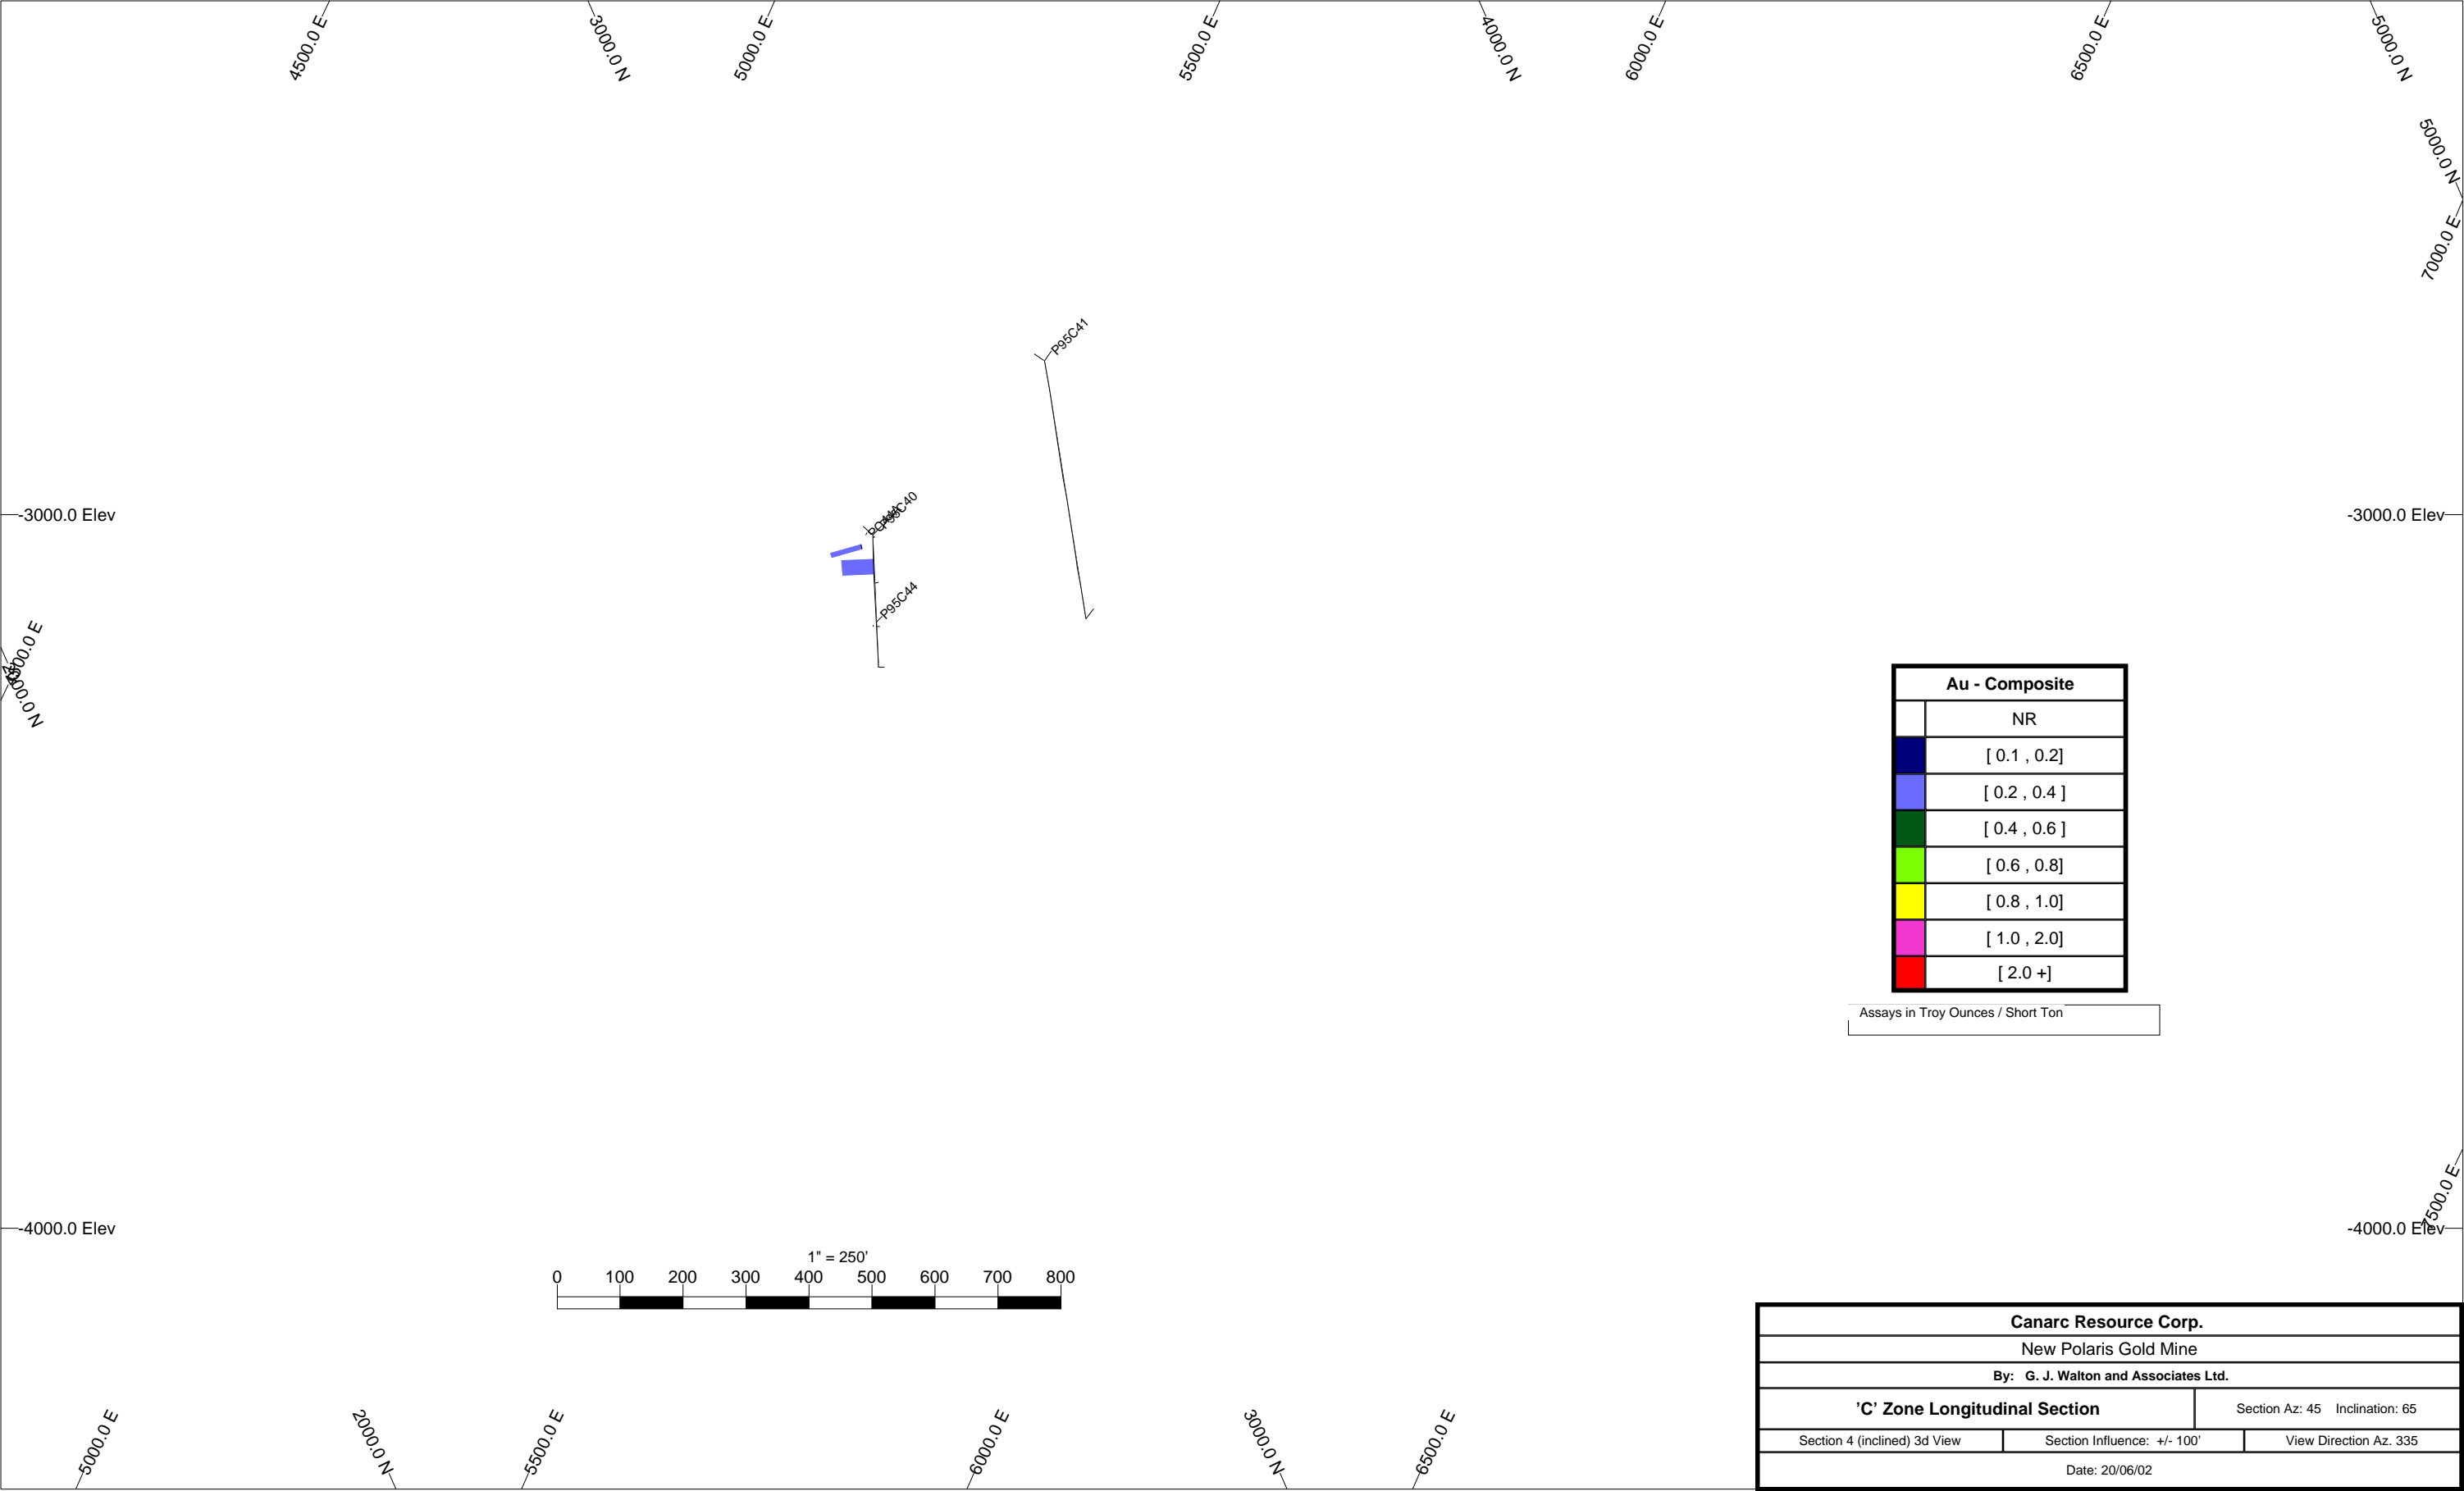 4500.0 E
3000.0 N
5000.0 E
5500.0 E
4000.0 N
6000.0 E
6500.0 E
5000.0 N
5000.0 N
7000.0 E
P95C41
-3000.0 Elev
P95C40
-3000.0 Elev
P95C44
4500.0 E
Au - Composite
NR
[ 0.1 , 0.2]
[ 0.2 , 0.4 ]
[ 0.4 , 0.6 ]
[ 0.6 , 0.8]
[ 0.8 , 1.0]
[ 1.0 , 2.0]
[ 2.0 +]
Assays in Troy Ounces / Short Ton
7500.0 E
-4000.0 Elev
-4000.0 Elev
1" = 250'
0 100 200 300 400 500 600 700 800
Canarc Resource Corp.
New Polaris Gold Mine
By: G. J. Walton and Associates Ltd.
'C' Zone Longitudinal Section
Section Az: 45 Inclination: 65
Section 4 (inclined) 3d View
Section Influence: +/- 100'
View Direction Az. 335
Date: 20/06/02
5000.0 E
2000.0 N
5500.0 E
6000.0 E
3000.0 N
6500.0 E